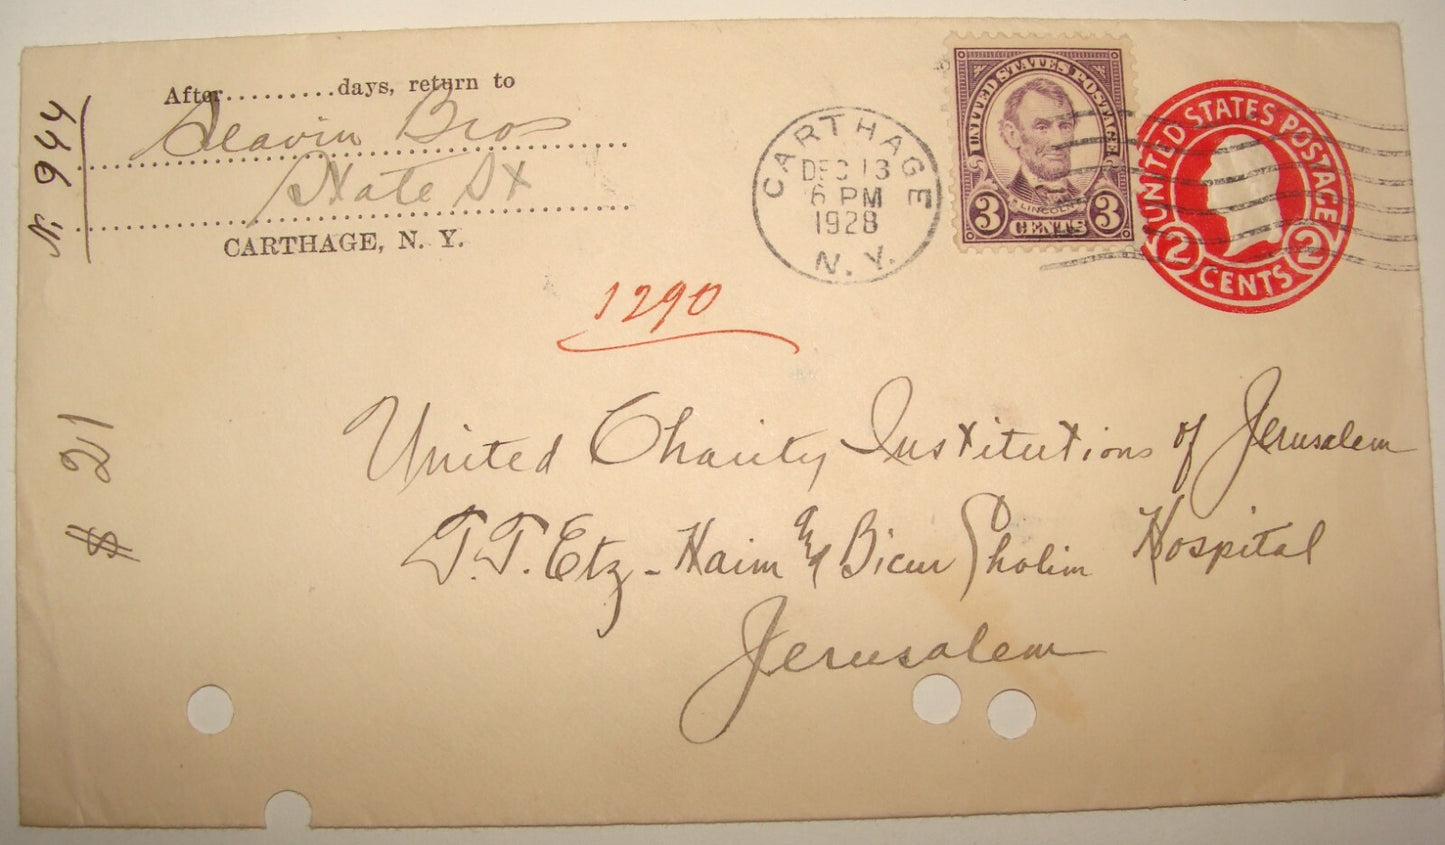 After..........days, return to
Slavin Bros
State St
CARTHAGE, N. Y.
N. 944
$ 21
CARTHAGE
DEC 13
6 PM
1928
N. Y.
UNITED STATES POSTAGE
LINCOLN
3 CENTS 3
UNITED STATES POSTAGE
2 CENTS 2
1290
United Charity Institutions of Jerusalem
T.T. Etz-Haim & Bicur Cholim Hospital
Jerusalem